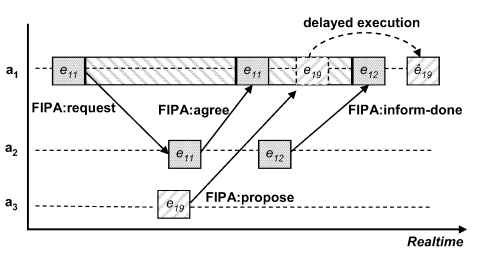 delayed execution
a1
e11
e11
e19
e12
ė19
FIPA:request
FIPA:agree
FIPA:inform-done
a2
e11
e12
a3
e19
FIPA:propose
Realtime